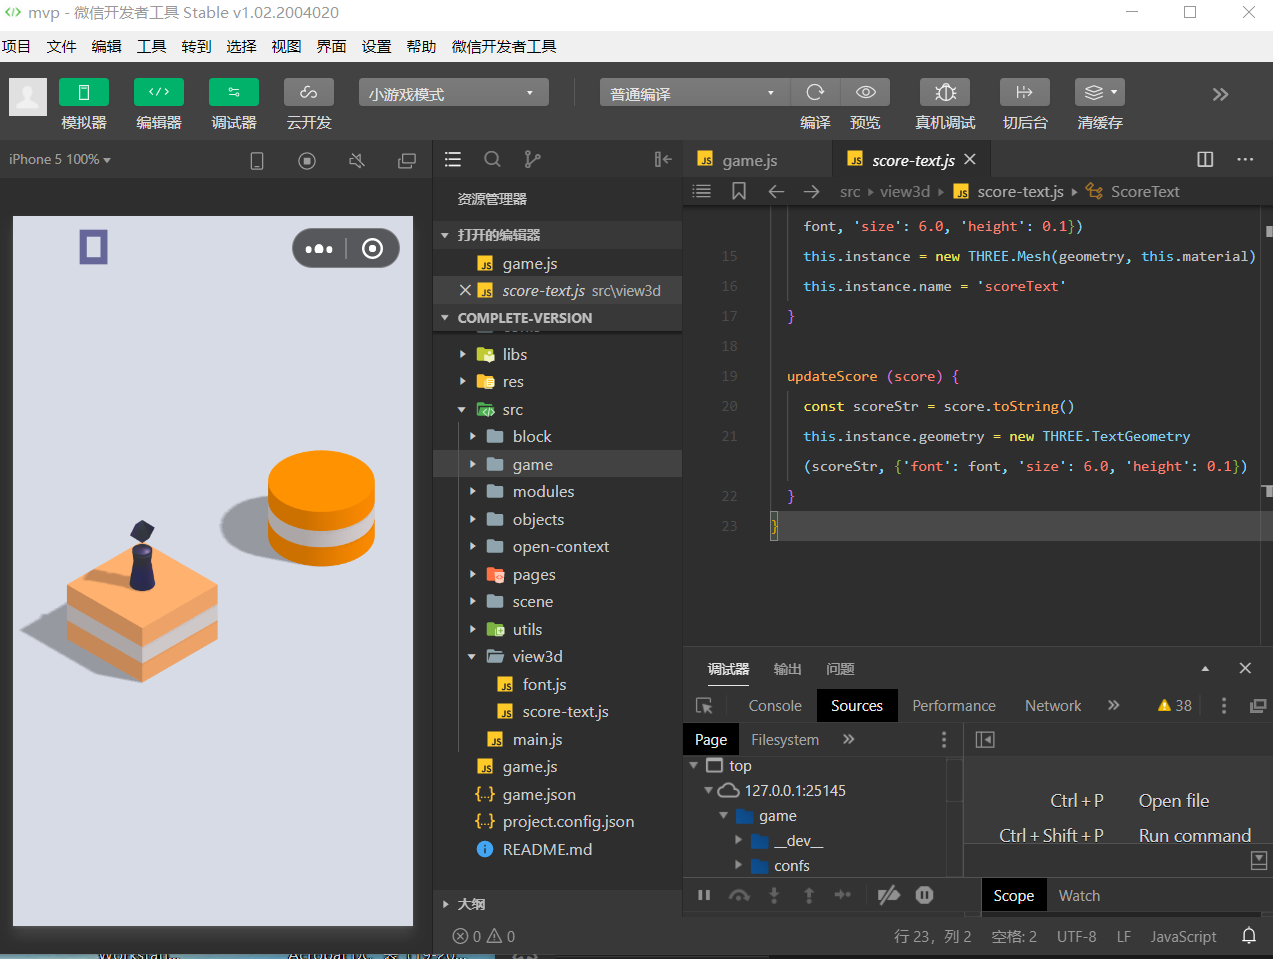 mvp - 微信开发者工具 Stable v1.02.2004020
项目 文件 编辑 工具 转到 选择 视图 界面 设置 帮助 微信开发者工具
小游戏模式 普通编译
模拟器 编辑器 调试器 云开发 编译 预览 真机调试 切后台 清缓存
iPhone 5 100%
资源管理器
打开的编辑器
game.js
score-text.js src\view3d
COMPLETE-VERSION
libs
res
src
block
game
modules
objects
open-context
pages
scene
utils
view3d
font.js
score-text.js
main.js
game.js
game.json
project.config.json
README.md
大纲
0 0
game.js score-text.js
src view3d score-text.js ScoreText
font, 'size': 6.0, 'height': 0.1})
15 this.instance = new THREE.Mesh(geometry, this.material)
16 this.instance.name = 'scoreText'
17 }
18
19 updateScore (score) {
20 const scoreStr = score.toString()
21 this.instance.geometry = new THREE.TextGeometry
(scoreStr, {'font': font, 'size': 6.0, 'height': 0.1})
22 }
23 }
调试器 输出 问题
Console Sources Performance Network 38
Page Filesystem
top
127.0.0.1:25145
game
__dev__
confs
Ctrl + P Open file
Ctrl + Shift + P Run command
Scope Watch
行 23，列 2 空格: 2 UTF-8 LF JavaScript